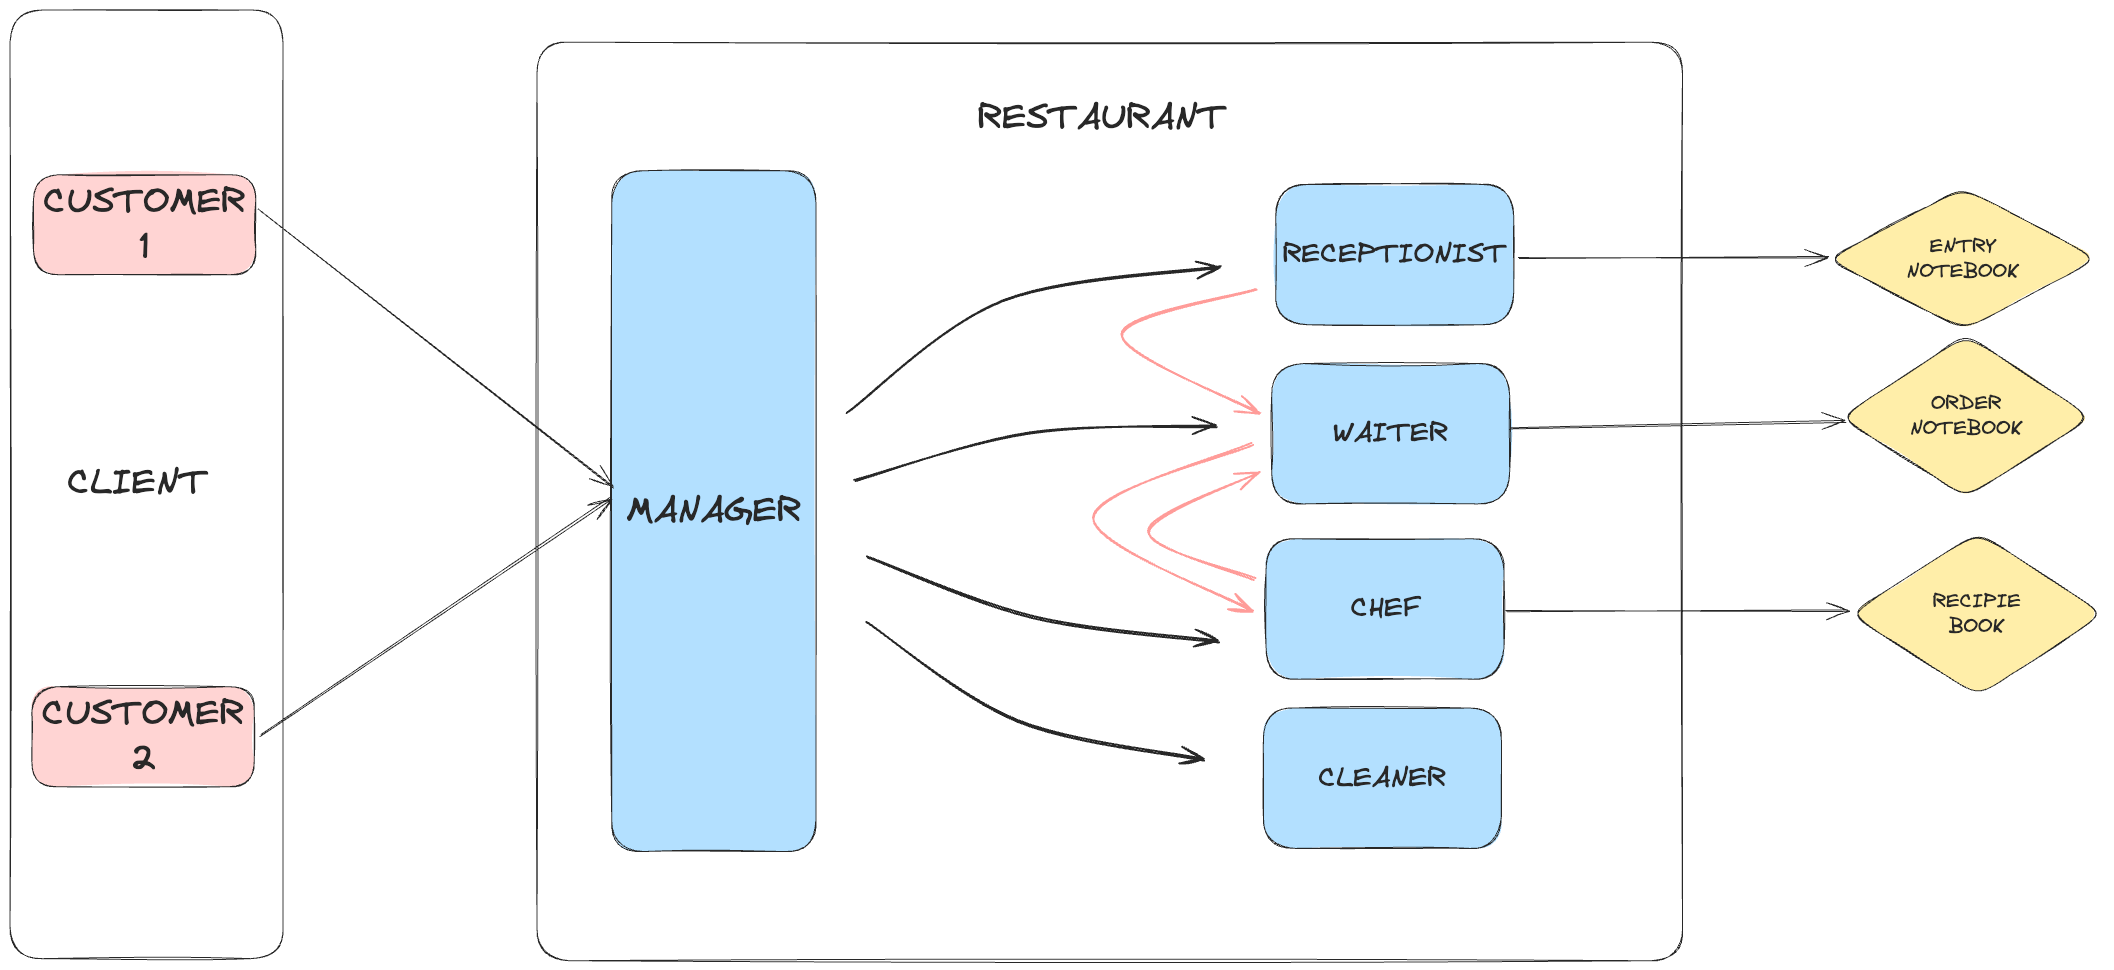 CUSTOMER
1
CLIENT
CUSTOMER
2
RESTAURANT
MANAGER
RECEPTIONIST
WAITER
CHEF
CLEANER
ENTRY
NOTEBOOK
ORDER
NOTEBOOK
RECIPIE
BOOK